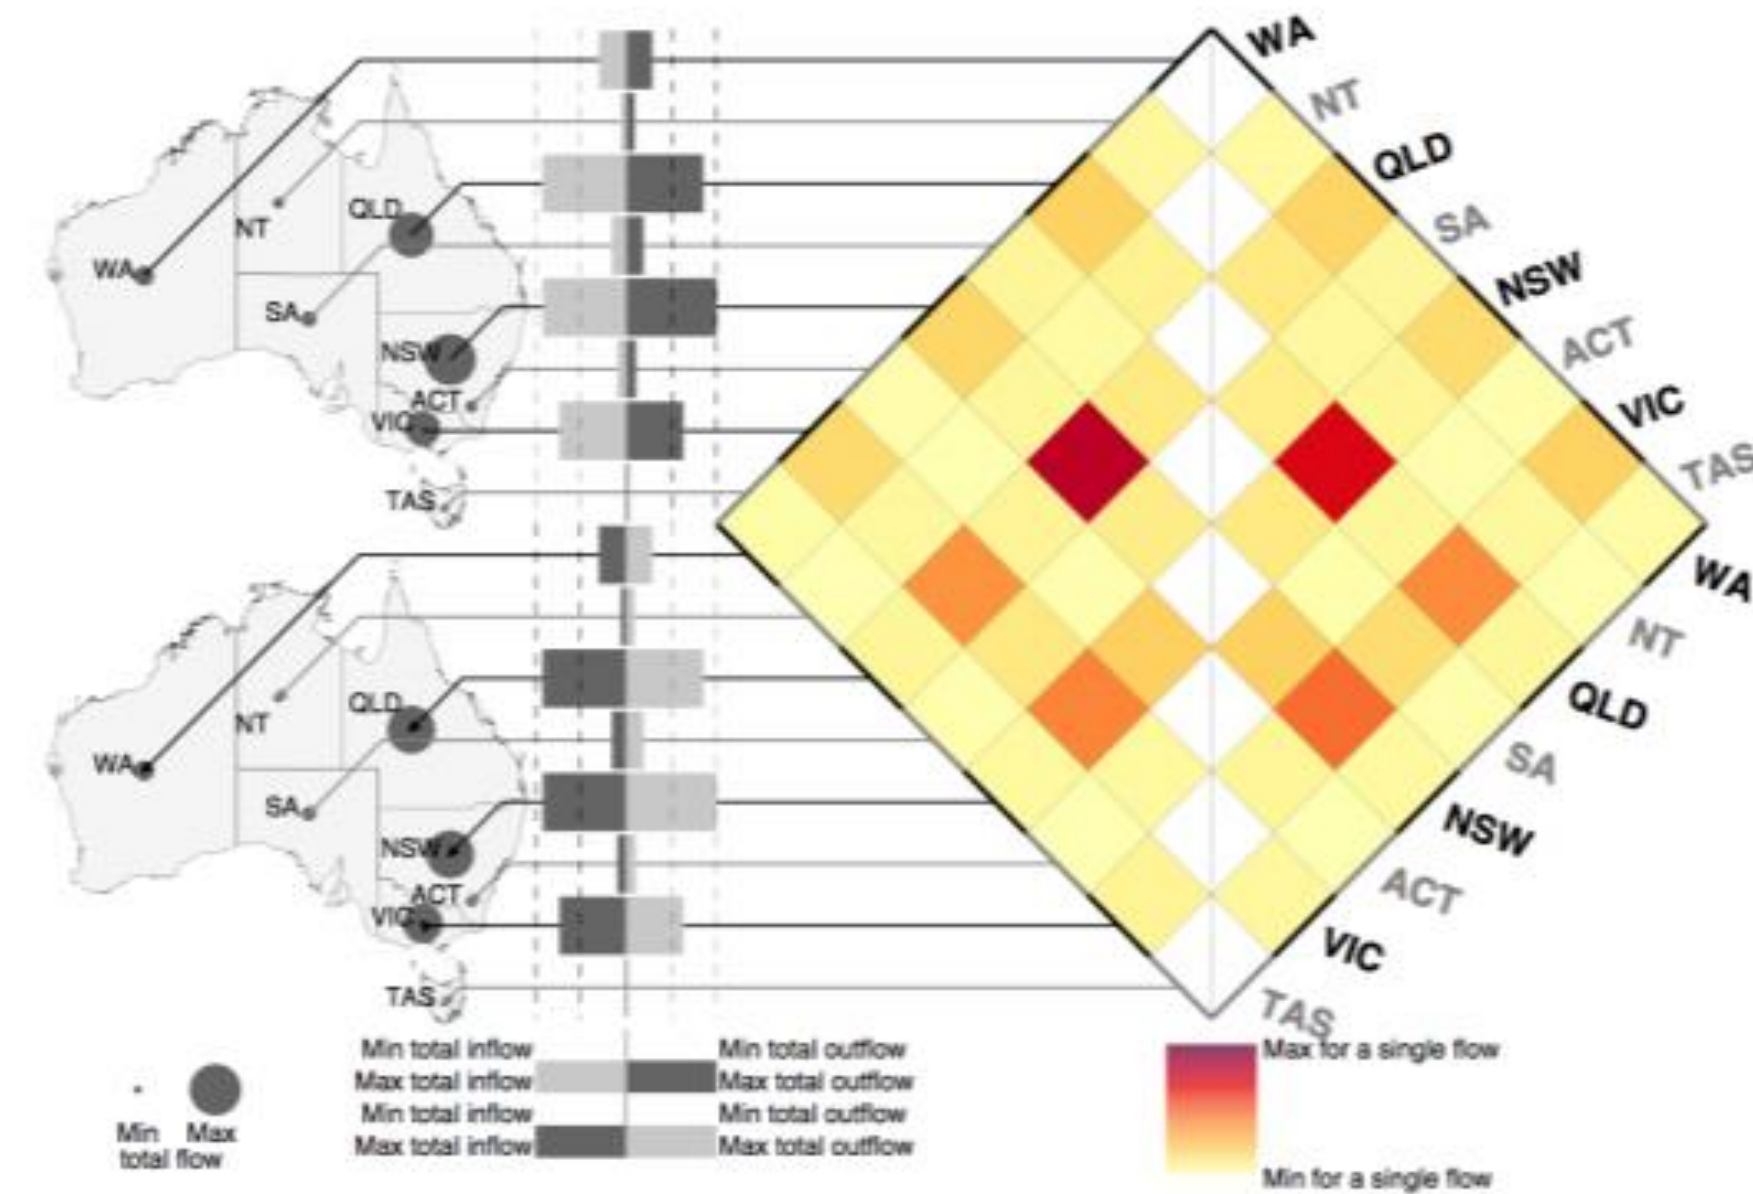 WA
NT
QLD
SA
NSW
ACT
VIC
TAS
WA
NT
QLD
SA
NSW
ACT
VIC
TAS
WA
NT
QLD
SA
NSW
ACT
VIC
TAS
WA
NT
QLD
SA
NSW
ACT
VIC
TAS
Min Max
total flow
Min total inflow Min total outflow
Max total inflow Max total outflow
Min total inflow Min total outflow
Max total inflow Max total outflow
Max for a single flow
Min for a single flow